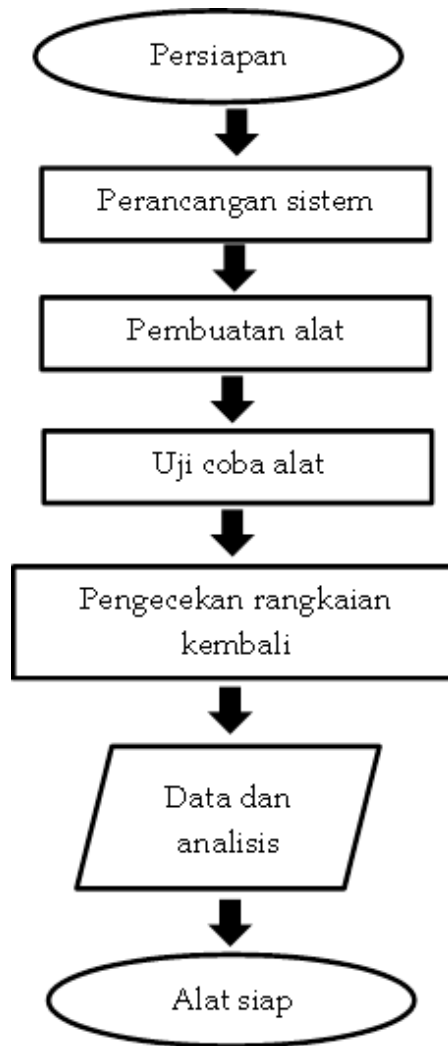 Persiapan
Perancangan sistem
Pembuatan alat
Uji coba alat
Pengecekan rangkaian
kembali
Data dan
analisis
Alat siap